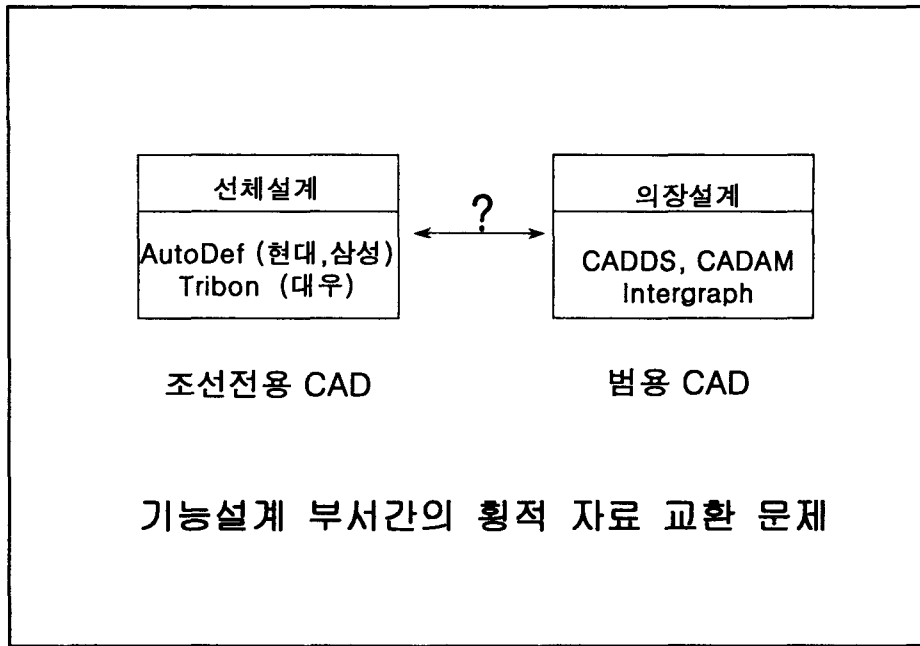 선체설계
AutoDef (현대,삼성)
Tribon (대우)
?
의장설계
CADDS, CADAM
Intergraph
조선전용 CAD
범용 CAD
기능설계 부서간의 횡적 자료 교환 문제